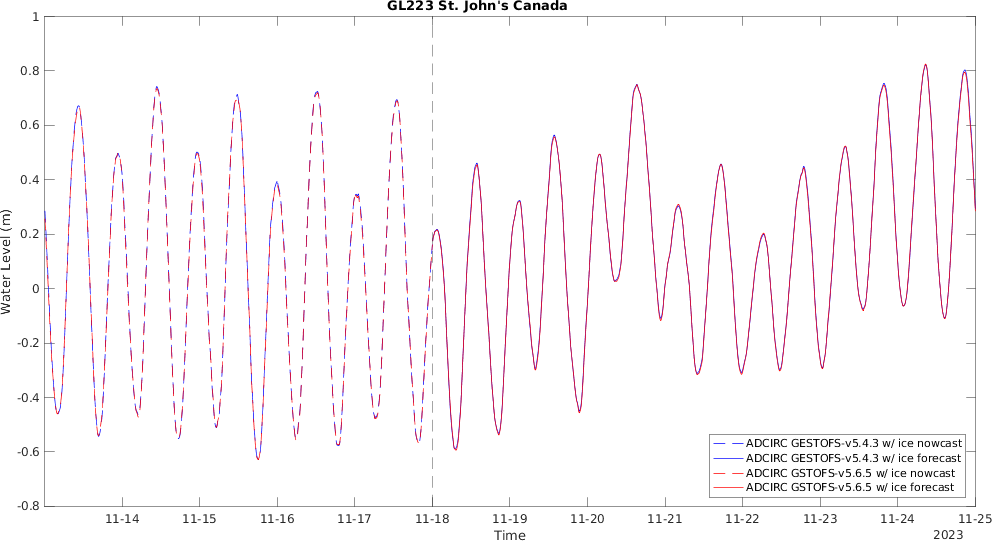 GL223 St. John's Canada
1
0.8
0.6
0.4
0.2
0
-0.2
-0.4
-0.6
-0.8
Water Level (m)
ADCIRC GESTOFS-v5.4.3 w/ ice nowcast
ADCIRC GESTOFS-v5.4.3 w/ ice forecast
ADCIRC GSTOFS-v5.6.5 w/ ice nowcast
ADCIRC GSTOFS-v5.6.5 w/ ice forecast
11-14 11-15 11-16 11-17 11-18 11-19 11-20 11-21 11-22 11-23 11-24 11-25
Time
2023